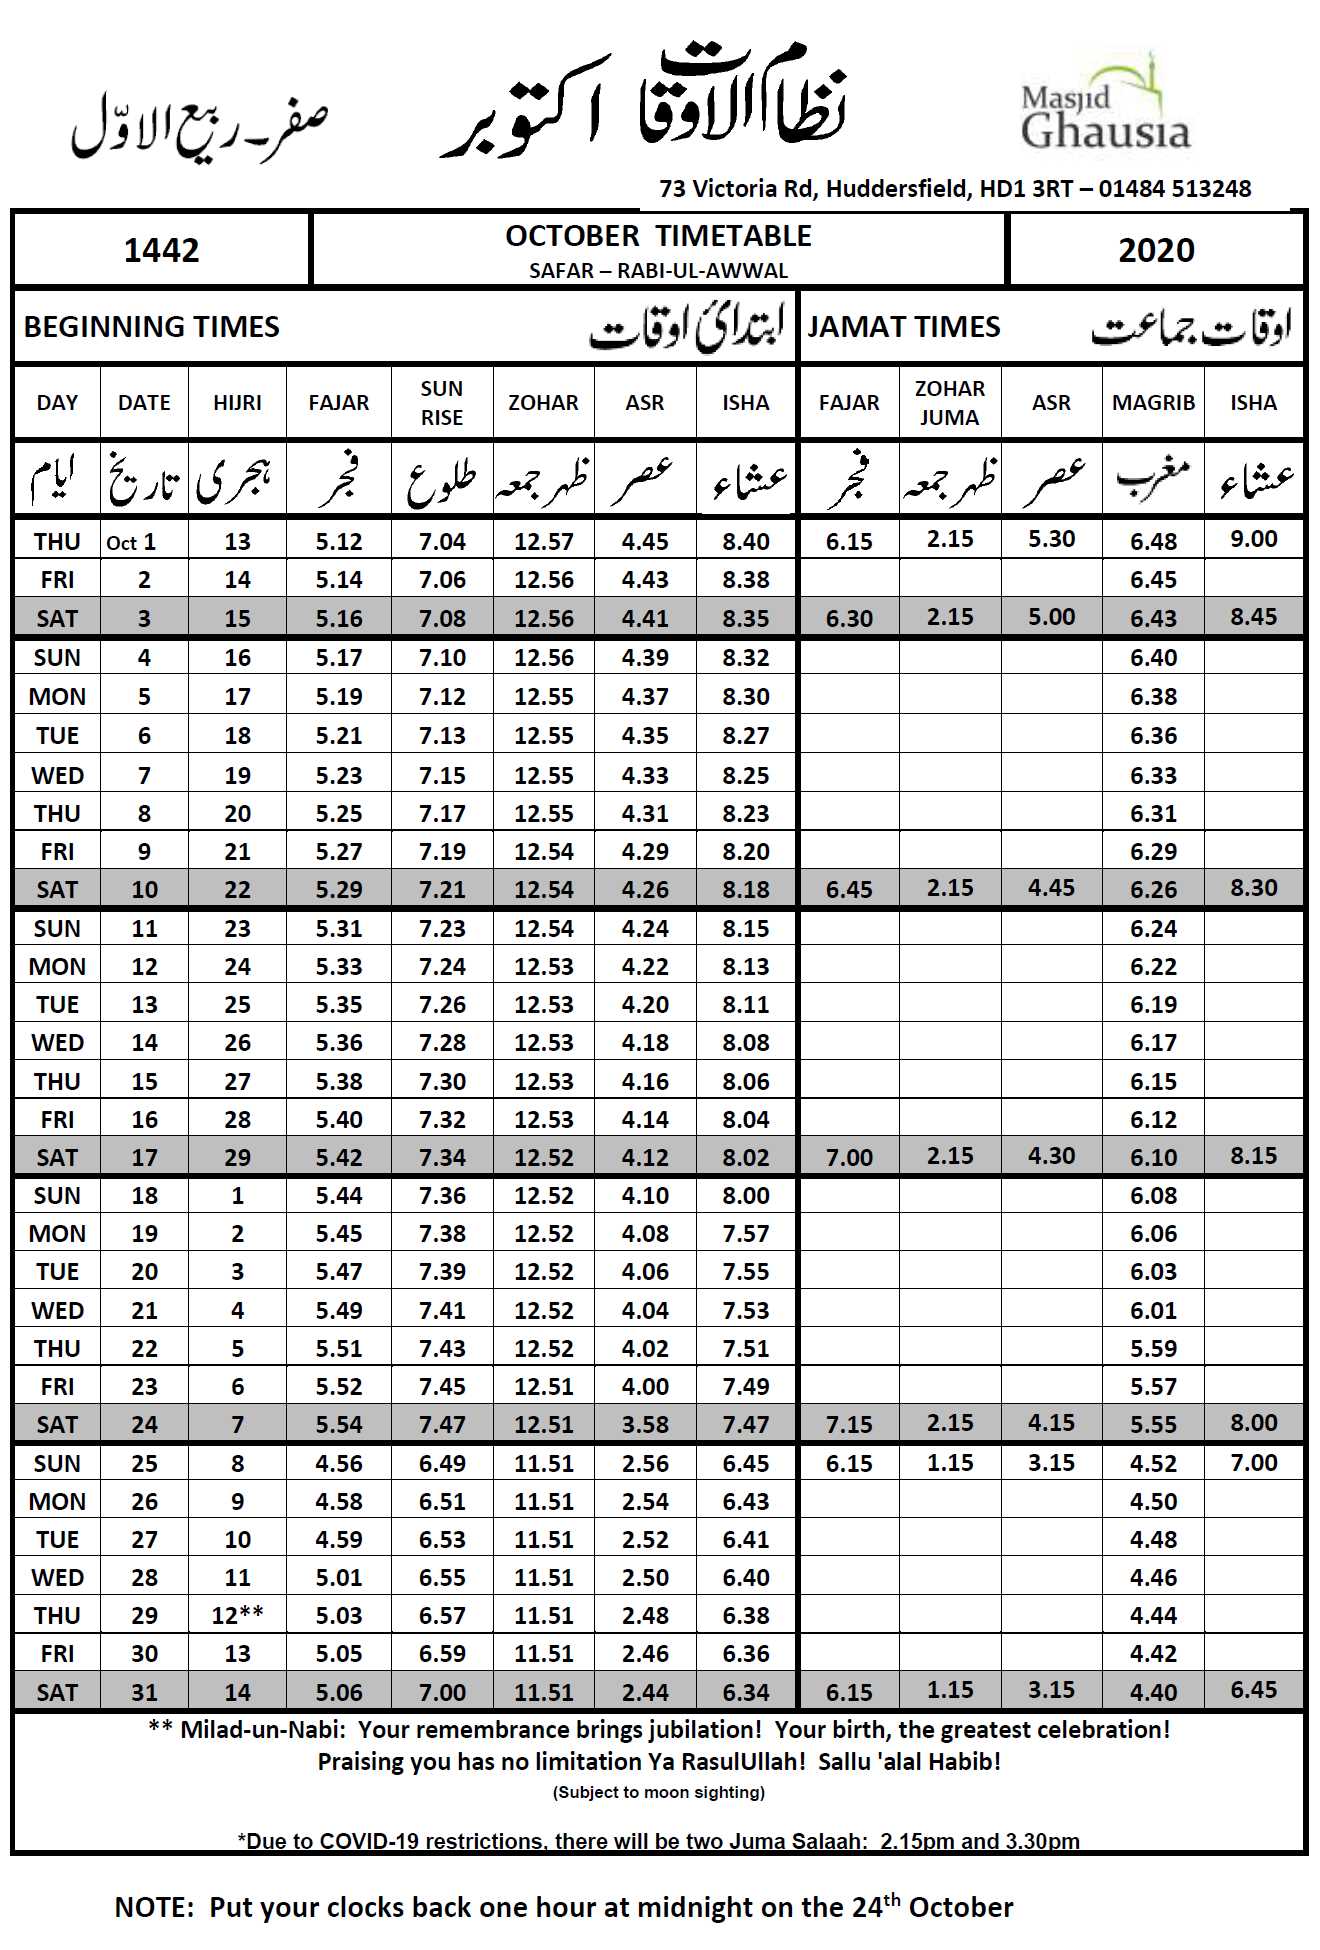 صفر۔ربیع الاوّل
نظام الاوقات اکتوبر
Masjid
Ghausia
73 Victoria Rd, Huddersfield, HD1 3RT – 01484 513248
1442 OCTOBER TIMETABLE 2020
SAFAR – RABI-UL-AWWAL
BEGINNING TIMES ابتدائ اوقات JAMAT TIMES اوقات جماعت
DAY DATE HIJRI FAJAR SUN RISE ZOHAR ASR ISHA FAJAR ZOHAR JUMA ASR MAGRIB ISHA
ایام تاریخ ہجری فجر طلوع ظہر جمعہ عصر عشاء فجر ظہر جمعہ عصر مغرب عشاء
THU Oct 1 13 5.12 7.04 12.57 4.45 8.40 6.15 2.15 5.30 6.48 9.00
FRI 2 14 5.14 7.06 12.56 4.43 8.38 6.45
SAT 3 15 5.16 7.08 12.56 4.41 8.35 6.30 2.15 5.00 6.43 8.45
SUN 4 16 5.17 7.10 12.56 4.39 8.32 6.40
MON 5 17 5.19 7.12 12.55 4.37 8.30 6.38
TUE 6 18 5.21 7.13 12.55 4.35 8.27 6.36
WED 7 19 5.23 7.15 12.55 4.33 8.25 6.33
THU 8 20 5.25 7.17 12.55 4.31 8.23 6.31
FRI 9 21 5.27 7.19 12.54 4.29 8.20 6.29
SAT 10 22 5.29 7.21 12.54 4.26 8.18 6.45 2.15 4.45 6.26 8.30
SUN 11 23 5.31 7.23 12.54 4.24 8.15 6.24
MON 12 24 5.33 7.24 12.53 4.22 8.13 6.22
TUE 13 25 5.35 7.26 12.53 4.20 8.11 6.19
WED 14 26 5.36 7.28 12.53 4.18 8.08 6.17
THU 15 27 5.38 7.30 12.53 4.16 8.06 6.15
FRI 16 28 5.40 7.32 12.53 4.14 8.04 6.12
SAT 17 29 5.42 7.34 12.52 4.12 8.02 7.00 2.15 4.30 6.10 8.15
SUN 18 1 5.44 7.36 12.52 4.10 8.00 6.08
MON 19 2 5.45 7.38 12.52 4.08 7.57 6.06
TUE 20 3 5.47 7.39 12.52 4.06 7.55 6.03
WED 21 4 5.49 7.41 12.52 4.04 7.53 6.01
THU 22 5 5.51 7.43 12.52 4.02 7.51 5.59
FRI 23 6 5.52 7.45 12.51 4.00 7.49 5.57
SAT 24 7 5.54 7.47 12.51 3.58 7.47 7.15 2.15 4.15 5.55 8.00
SUN 25 8 4.56 6.49 11.51 2.56 6.45 6.15 1.15 3.15 4.52 7.00
MON 26 9 4.58 6.51 11.51 2.54 6.43 4.50
TUE 27 10 4.59 6.53 11.51 2.52 6.41 4.48
WED 28 11 5.01 6.55 11.51 2.50 6.40 4.46
THU 29 12** 5.03 6.57 11.51 2.48 6.38 4.44
FRI 30 13 5.05 6.59 11.51 2.46 6.36 4.42
SAT 31 14 5.06 7.00 11.51 2.44 6.34 6.15 1.15 3.15 4.40 6.45
** Milad-un-Nabi: Your remembrance brings jubilation! Your birth, the greatest celebration!
Praising you has no limitation Ya RasulUllah! Sallu 'alal Habib!
(Subject to moon sighting)
*Due to COVID-19 restrictions, there will be two Juma Salaah: 2.15pm and 3.30pm
NOTE: Put your clocks back one hour at midnight on the 24th October